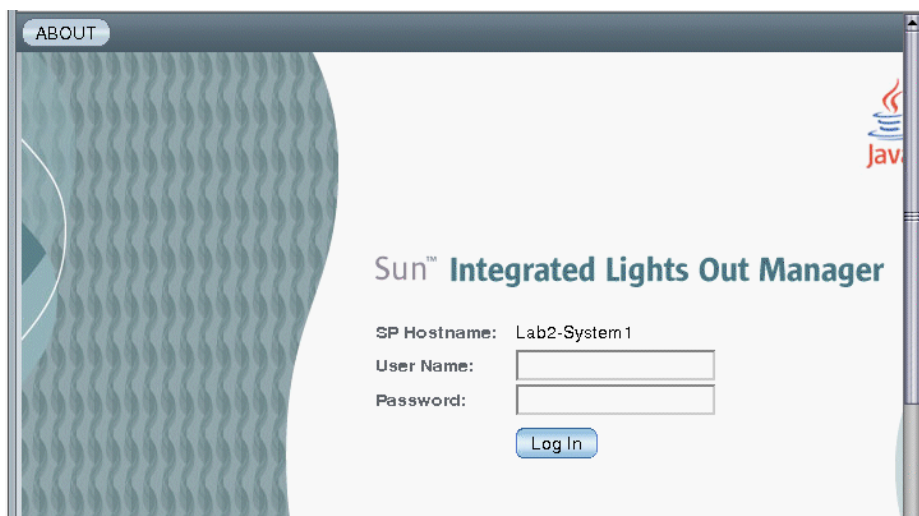 ABOUT
Java
Sun™ Integrated Lights Out Manager
SP Hostname: Lab2-System1
User Name:
Password:
Log In